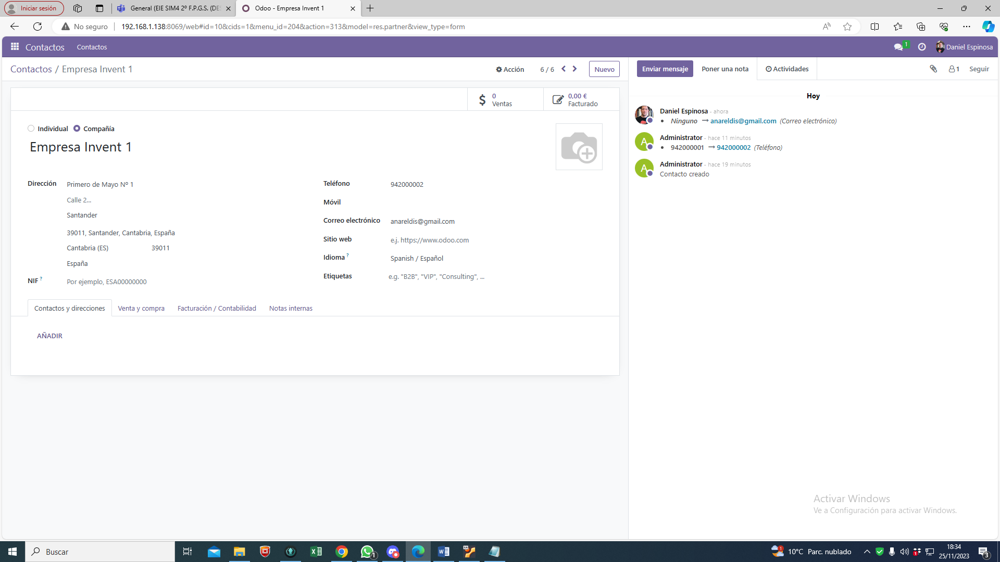 Iniciar sesión
General (EIE SIM4 2º F.P.G.S. (DES
Odoo - Empresa Invent 1
No seguro
192.168.1.138:8069/web#id=10&cids=1&menu_id=204&action=313&model=res.partner&view_type=form
Contactos
Contactos
1
Daniel Espinosa
Contactos / Empresa Invent 1
Acción
6 / 6
Nuevo
Enviar mensaje
Poner una nota
Actividades
1
Seguir
0
Ventas
0,00 €
Facturado
Individual
Compañía
Empresa Invent 1
Dirección
Primero de Mayo Nº 1
Calle 2...
Santander
39011, Santander, Cantabria, España
Cantabria (ES)
39011
España
NIF ?
Por ejemplo, ESA00000000
Teléfono
942000002
Móvil
Correo electrónico
anareldis@gmail.com
Sitio web
e.j. https://www.odoo.com
Idioma ?
Spanish / Español
Etiquetas
e.g. "B2B", "VIP", "Consulting", ...
Contactos y direcciones
Venta y compra
Facturación / Contabilidad
Notas internas
AÑADIR
Hoy
Daniel Espinosa - ahora
Ninguno → anareldis@gmail.com (Correo electrónico)
A
Administrator - hace 11 minutos
942000001 → 942000002 (Teléfono)
A
Administrator - hace 19 minutos
Contacto creado
Activar Windows
Ve a Configuración para activar Windows.
Buscar
1
64
1
10°C Parc. nublado
1
18:34
25/11/2023
3